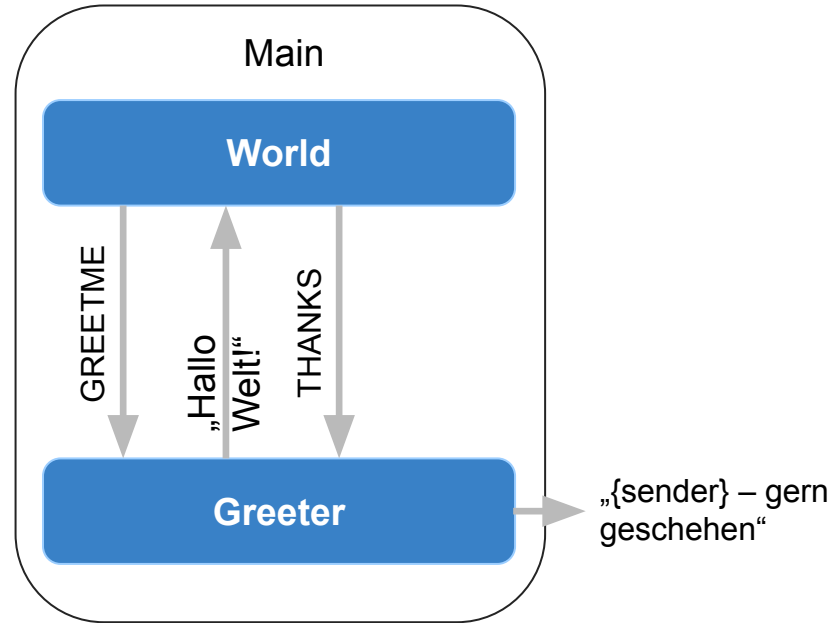 Main
World
GREETME
„Hallo
Welt!“
THANKS
Greeter
„{sender} – gern
geschehen“